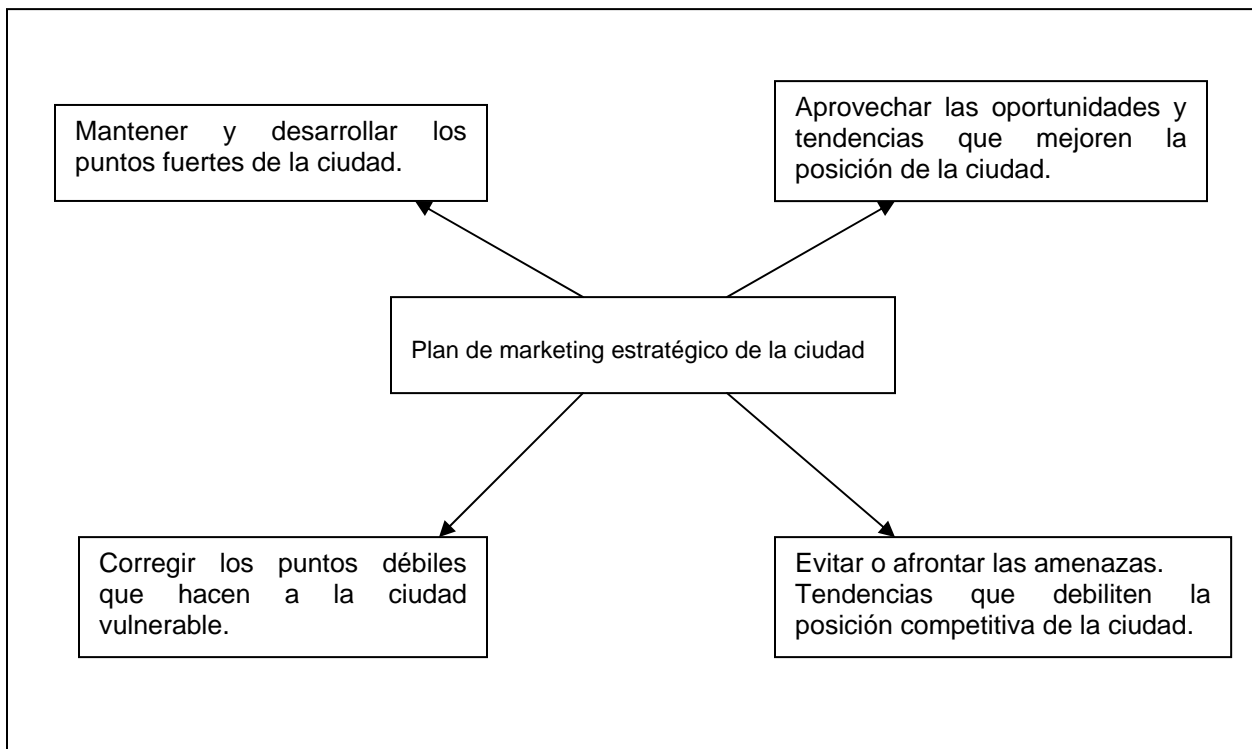 Mantener y desarrollar los
puntos fuertes de la ciudad.
Aprovechar las oportunidades y
tendencias que mejoren la
posición de la ciudad.
Plan de marketing estratégico de la ciudad
Corregir los puntos débiles
que hacen a la ciudad
vulnerable.
Evitar o afrontar las amenazas.
Tendencias que debiliten la
posición competitiva de la ciudad.